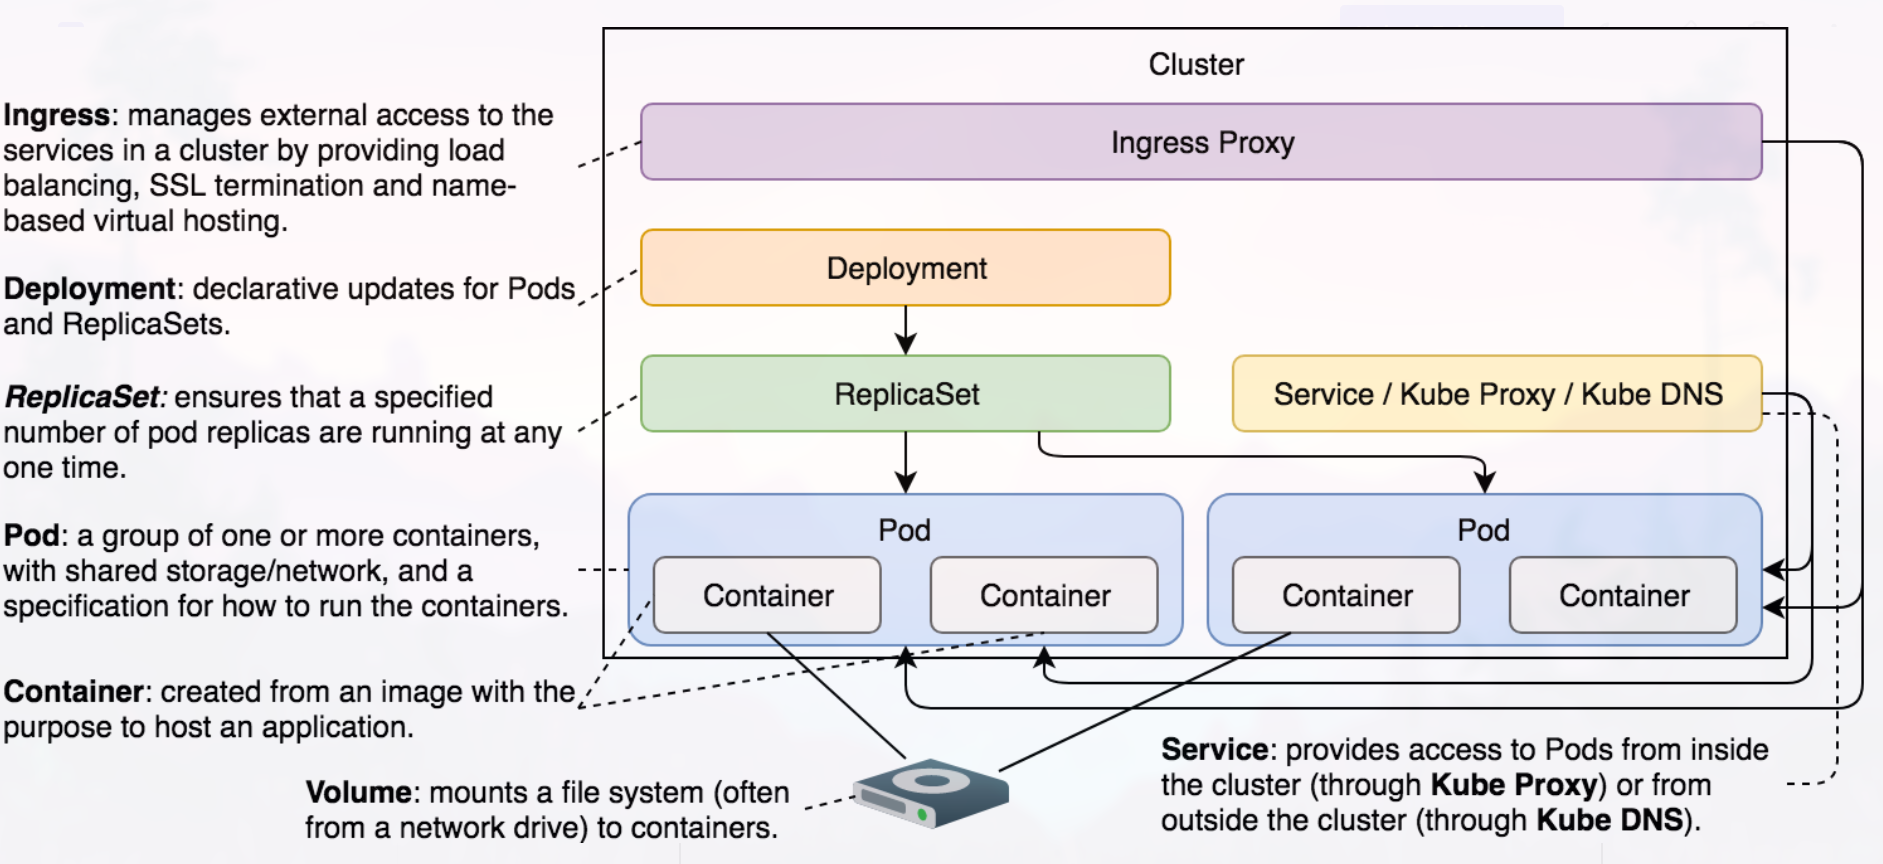 Cluster
Ingress: manages external access to the
services in a cluster by providing load
balancing, SSL termination and name-
based virtual hosting.
Ingress Proxy
Deployment: declarative updates for Pods
and ReplicaSets.
Deployment
ReplicaSet: ensures that a specified
number of pod replicas are running at any
one time.
ReplicaSet
Service / Kube Proxy / Kube DNS
Pod: a group of one or more containers,
with shared storage/network, and a
specification for how to run the containers.
Pod
Container
Container
Pod
Container
Container
Container: created from an image with the
purpose to host an application.
Volume: mounts a file system (often
from a network drive) to containers.
Service: provides access to Pods from inside
the cluster (through Kube Proxy) or from
outside the cluster (through Kube DNS).